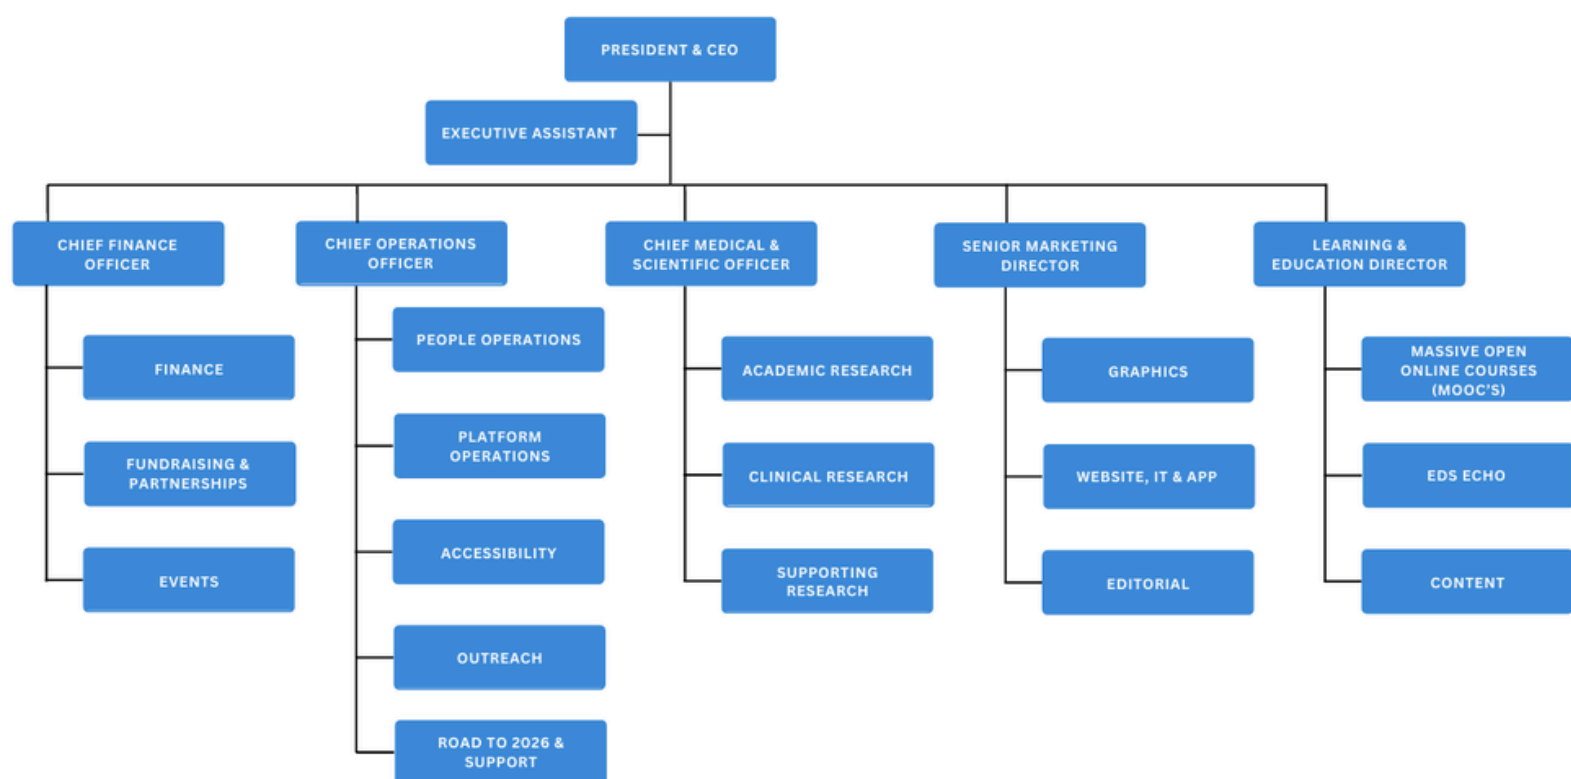 PRESIDENT & CEO
EXECUTIVE ASSISTANT
CHIEF FINANCE
OFFICER
FINANCE
FUNDRAISING &
PARTNERSHIPS
EVENTS
CHIEF OPERATIONS
OFFICER
PEOPLE OPERATIONS
PLATFORM
OPERATIONS
ACCESSIBILITY
OUTREACH
ROAD TO 2026 &
SUPPORT
CHIEF MEDICAL &
SCIENTIFIC OFFICER
ACADEMIC RESEARCH
CLINICAL RESEARCH
SUPPORTING
RESEARCH
SENIOR MARKETING
DIRECTOR
GRAPHICS
WEBSITE, IT & APP
EDITORIAL
LEARNING &
EDUCATION DIRECTOR
MASSIVE OPEN
ONLINE COURSES
(MOOC'S)
EDS ECHO
CONTENT